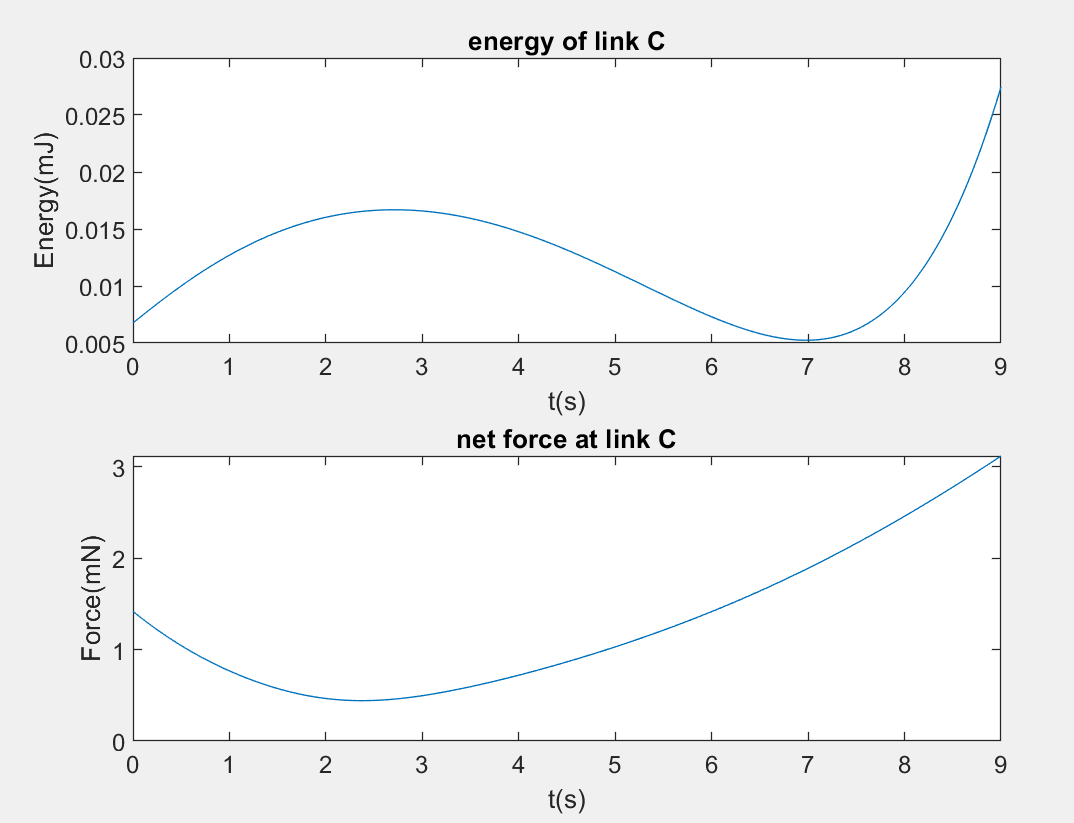 energy of link C
Energy(mJ)
0.03
0.025
0.02
0.015
0.01
0.005
0 1 2 3 4 5 6 7 8 9
t(s)
net force at link C
Force(mN)
3
2
1
0
0 1 2 3 4 5 6 7 8 9
t(s)